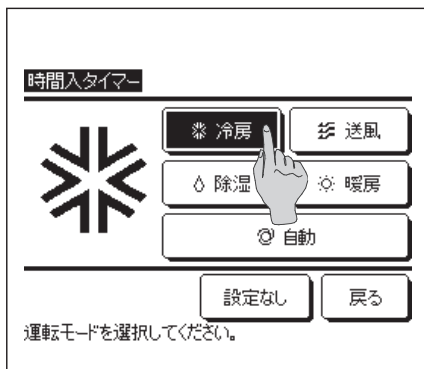 時間入タイマー
冷房 送風
除湿 暖房
自動
設定なし 戻る
運転モードを選択してください。